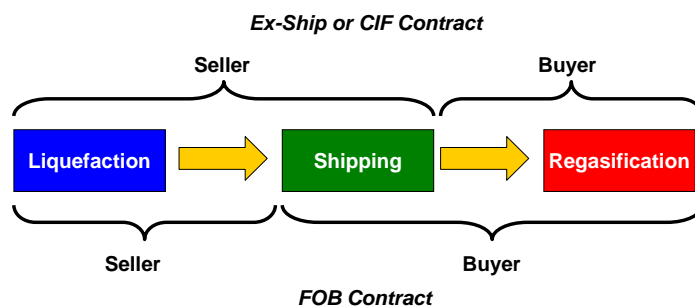 Ex-Ship or CIF Contract
Seller
Buyer
Liquefaction
Shipping
Regasification
Seller
Buyer
FOB Contract